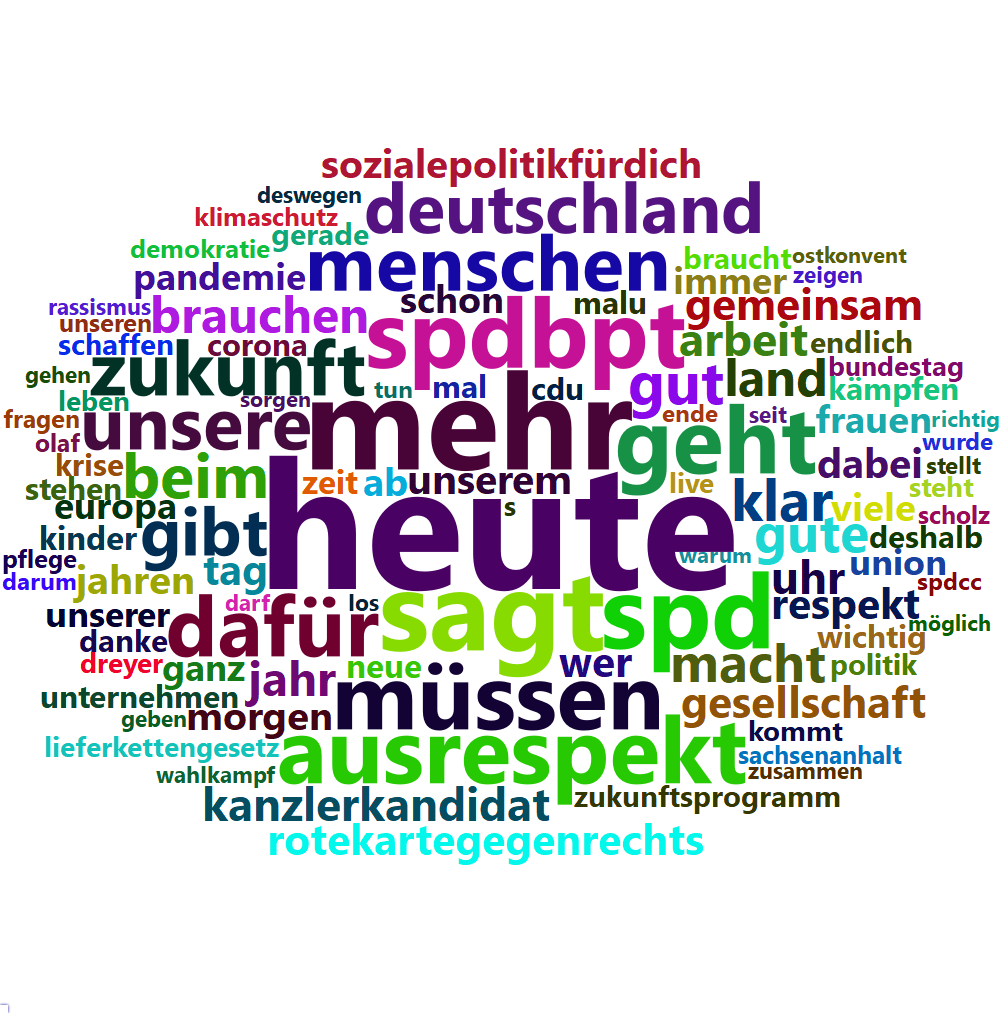 sozialepolitikfürdich
deswegen deutschland
klimaschutz gerade
demokratie menschen braucht ostkonvent
pandemie immer zeigen
rassismus brauchen schon malu gemeinsam
unseren spdbpt
schaffen corona arbeit endlich
gehen zukunft tun mal cdu gut land bundestag
leben sorgen kämpfen
fragen unsere mehr ende seit frauen richtig
olaf geht wurde
krise beim dabei stellt
stehen zeit ab unserem live steht
europa heute s klar viele scholz
kinder gibt gute deshalb
pflege warum union
darum jahren tag uhr spdcc
unserer darf los sagt spd respekt möglich
danke dafür wichtig
dreyer ganz neue wer macht politik
unternehmen jahr müssen gesellschaft
geben morgen kommt
lieferkettengesetz ausrespekt sachsenanhalt
wahlkampf zusammen
kanzlerkandidat zukunftsprogramm
rotekartegegenrechts